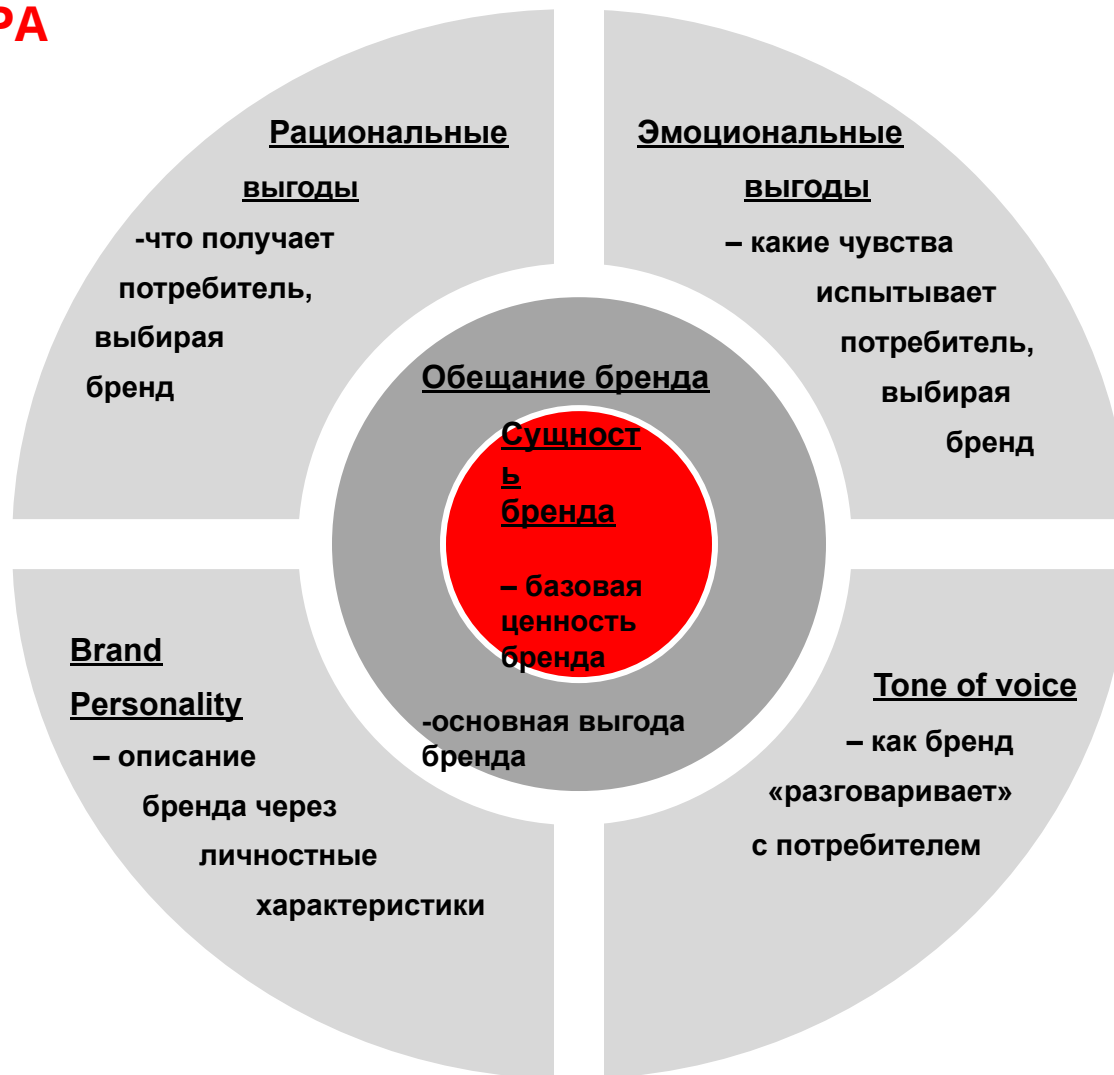 РА
Рациональные
выгоды
-что получает
потребитель,
выбирая
бренд
Эмоциональные
выгоды
– какие чувства
испытывает
потребитель,
выбирая
бренд
Обещание бренда
Сущност
ь
бренда
– базовая
ценность
бренда
-основная выгода
бренда
Brand
Personality
– описание
бренда через
личностные
характеристики
Tone of voice
– как бренд
«разговаривает»
с потребителем